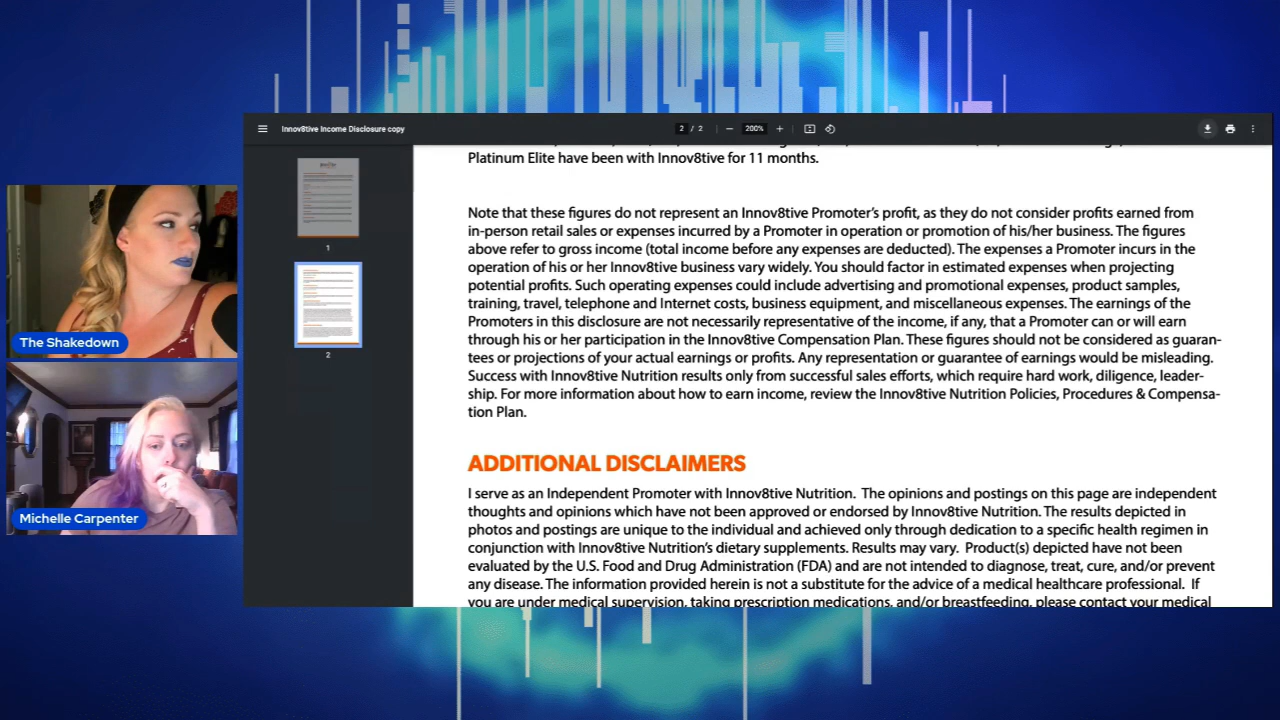 Innov8tive Income Disclosure copy
2 / 2
200%
1
2
Platinum Elite have been with Innov8tive for 11 months.
Note that these figures do not represent an Innov8tive Promoter's profit, as they do not consider profits earned from
in-person retail sales or expenses incurred by a Promoter in operation or promotion of his/her business. The figures
above refer to gross income (total income before any expenses are deducted). The expenses a Promoter incurs in the
operation of his or her Innov8tive business vary widely. You should factor in estimated expenses when projecting
potential profits. Such operating expenses could include advertising and promotional expenses, product samples,
training, travel, telephone and Internet costs, business equipment, and miscellaneous expenses. The earnings of the
Promoters in this disclosure are not necessarily representative of the income, if any, that a Promoter can or will earn
through his or her participation in the Innov8tive Compensation Plan. These figures should not be considered as guaran-
tees or projections of your actual earnings or profits. Any representation or guarantee of earnings would be misleading.
Success with Innov8tive Nutrition results only from successful sales efforts, which require hard work, diligence, leader-
ship. For more information about how to earn income, review the Innov8tive Nutrition Policies, Procedures & Compensa-
tion Plan.
ADDITIONAL DISCLAIMERS
I serve as an Independent Promoter with Innov8tive Nutrition. The opinions and postings on this page are independent
thoughts and opinions which have not been approved or endorsed by Innov8tive Nutrition. The results depicted in
photos and postings are unique to the individual and achieved only through dedication to a specific health regimen in
conjunction with Innov8tive Nutrition's dietary supplements. Results may vary. Product(s) depicted have not been
evaluated by the U.S. Food and Drug Administration (FDA) and are not intended to diagnose, treat, cure, and/or prevent
any disease. The information provided herein is not a substitute for the advice of a medical healthcare professional. If
you are under medical supervision, taking prescription medications, and/or breastfeeding, please contact your medical
The Shakedown
Michelle Carpenter